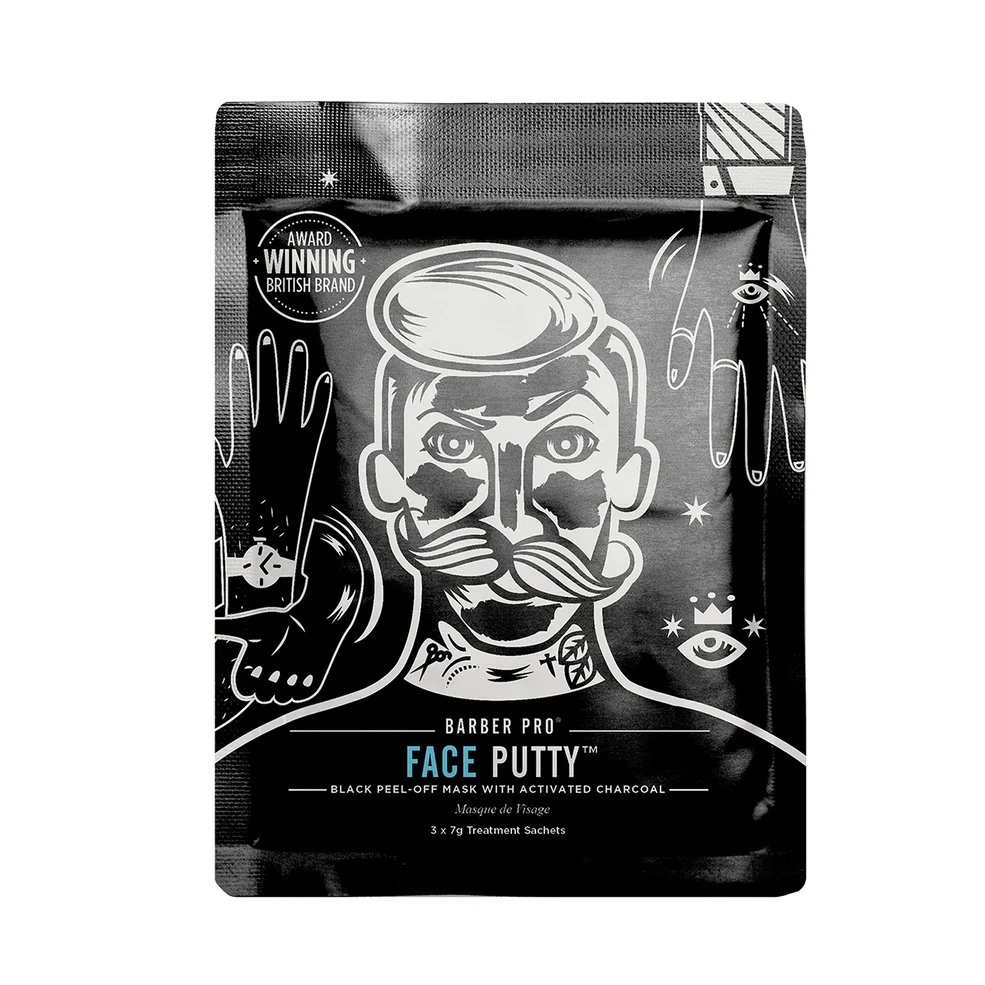 AWARD
WINNING
BRITISH BRAND
BARBER PRO®
FACE PUTTY™
BLACK PEEL-OFF MASK WITH ACTIVATED CHARCOAL
Masque de Visage
3 x 7g Treatment Sachets